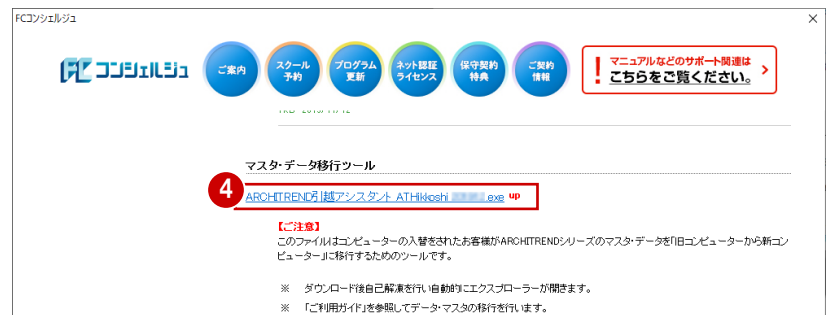 FCコンシェルジュ
×
FC コンシェルジュ
ご案内
スクール
予約
プログラム
更新
ネット認証
ライセンス
保守契約
特典
ご契約
情報
! マニュアルなどのサポート関連は
こちらをご覧ください。 >
マスタ・データ移行ツール
4
ARCHITREND引越アシスタント ATHikkoshi .exe up
【ご注意】
このファイルはコンピューターの入替をされたお客様がARCHITRENDシリーズのマスタ・データを「旧コンピューターから新コン
ピューター」に移行するためのツールです。
※ ダウンロード後自己解凍を行い自動的にエクスプローラーが開きます。
※ 「ご利用ガイド」を参照してデータ・マスタの移行を行います。